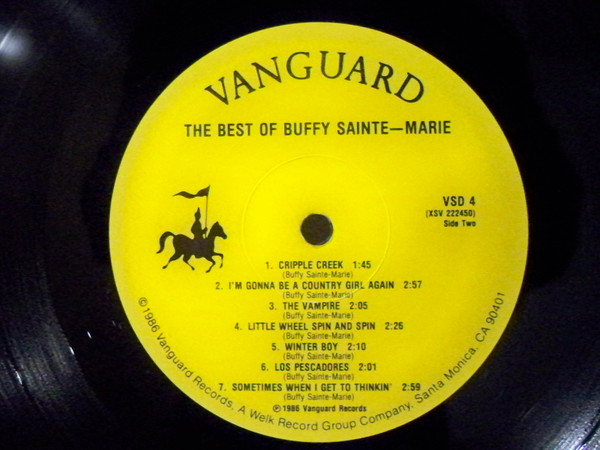 VANGUARD
THE BEST OF BUFFY SAINTE—MARIE
VSD 4
(XSV 222450)
Side Two
1. CRIPPLE CREEK 1:45
(Buffy Sainte-Marie)
2. I'M GONNA BE A COUNTRY GIRL AGAIN 2:57
(Buffy Sainte-Marie)
3. THE VAMPIRE 2:05
(Buffy Sainte-Marie)
4. LITTLE WHEEL SPIN AND SPIN 2:26
(Buffy Sainte-Marie)
5. WINTER BOY 2:10
(Buffy Sainte-Marie)
6. LOS PESCADORES 2:01
(Buffy Sainte-Marie)
7. SOMETIMES WHEN I GET TO THINKIN' 2:59
(Buffy Sainte-Marie)
℗ 1986 Vanguard Records
© 1986 Vanguard Records, A Welk Record Group Company, Santa Monica, CA 90401